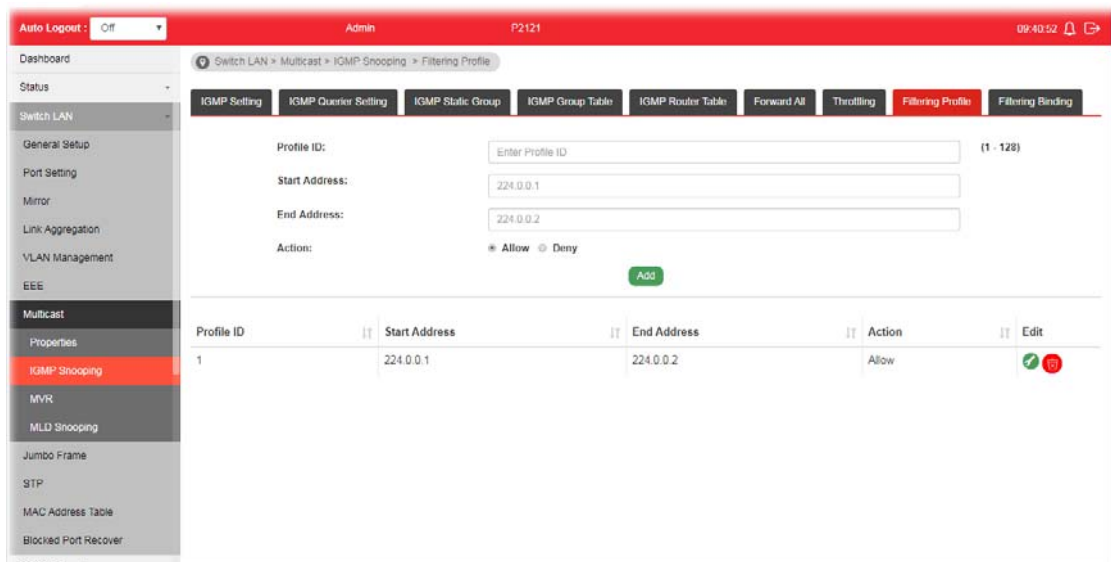 Auto Logout : Off Admin P2121 09:40:52
Dashboard
Status
Switch LAN
General Setup
Port Setting
Mirror
Link Aggregation
VLAN Management
EEE
Multicast
Properties
IGMP Snooping
MVR
MLD Snooping
Jumbo Frame
STP
MAC Address Table
Blocked Port Recover
Switch LAN » Multicast » IGMP Snooping » Filtering Profile
IGMP Setting IGMP Querier Setting IGMP Static Group IGMP Group Table IGMP Router Table Forward All Throttling Filtering Profile Filtering Binding
Profile ID: Enter Profile ID (1 - 128)
Start Address: 224.0.0.1
End Address: 224.0.0.2
Action: Allow Deny
Add
Profile ID Start Address End Address Action Edit
1 224.0.0.1 224.0.0.2 Allow